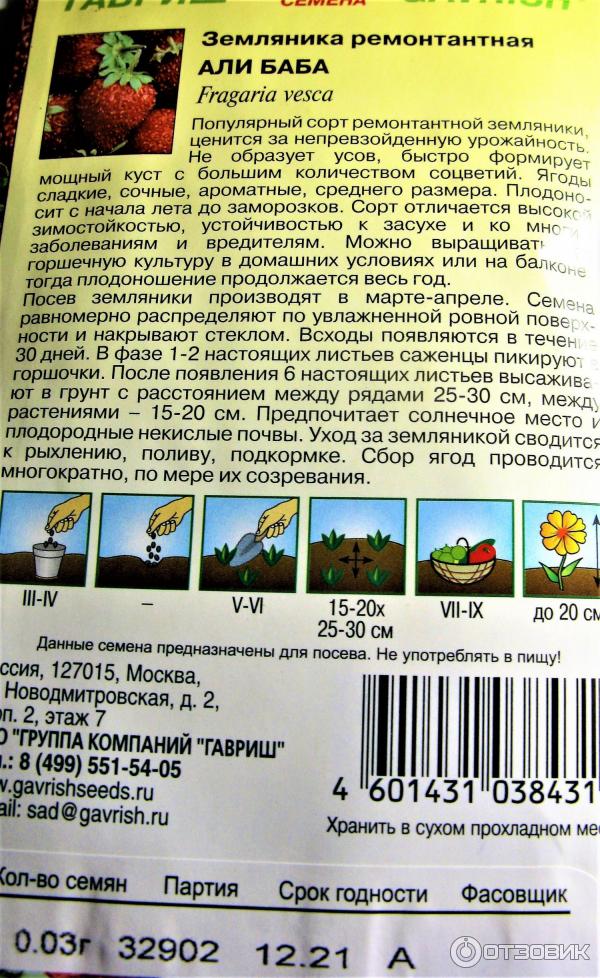 ГАВРИШ СЕМЕНА GAVRISH
Земляника ремонтантная
АЛИ БАБА
Fragaria vesca
Популярный сорт ремонтантной земляники,
ценится за непревзойденную урожайность.
Не образует усов, быстро формирует
мощный куст с большим количеством соцветий. Ягоды
сладкие, сочные, ароматные, среднего размера. Плодоно-
сит с начала лета до заморозков. Сорт отличается высокой
зимостойкостью, устойчивостью к засухе и ко многим
заболеваниям и вредителям. Можно выращивать
горшечную культуру в домашних условиях или на балконе
тогда плодоношение продолжается весь год.
Посев земляники производят в марте-апреле. Семена
равномерно распределяют по увлажненной ровной поверх-
ности и накрывают стеклом. Всходы появляются в течение
30 дней. В фазе 1-2 настоящих листьев саженцы пикируют в
горшочки. После появления 6 настоящих листьев высажива-
ют в грунт с расстоянием между рядами 25-30 см, между
растениями – 15-20 см. Предпочитает солнечное место и
плодородные некислые почвы. Уход за земляникой сводится
к рыхлению, поливу, подкормке. Сбор ягод проводится
многократно, по мере их созревания.
III-IV – V-VI 15-20х VII-IX до 20 см
25-30 см
Данные семена предназначены для посева. Не употреблять в пищу!
оссия, 127015, Москва,
Новодмитровская, д. 2,
рп. 2, этаж 7
О "ГРУППА КОМПАНИЙ "ГАВРИШ"
.: 8 (499) 551-54-05
w.gavrishseeds.ru
ail: sad@gavrish.ru
4 601431 038431
Хранить в сухом прохладном мес
Кол-во семян Партия Срок годности Фасовщик
0.03г 32902 12.21 А
ОТЗОВИК